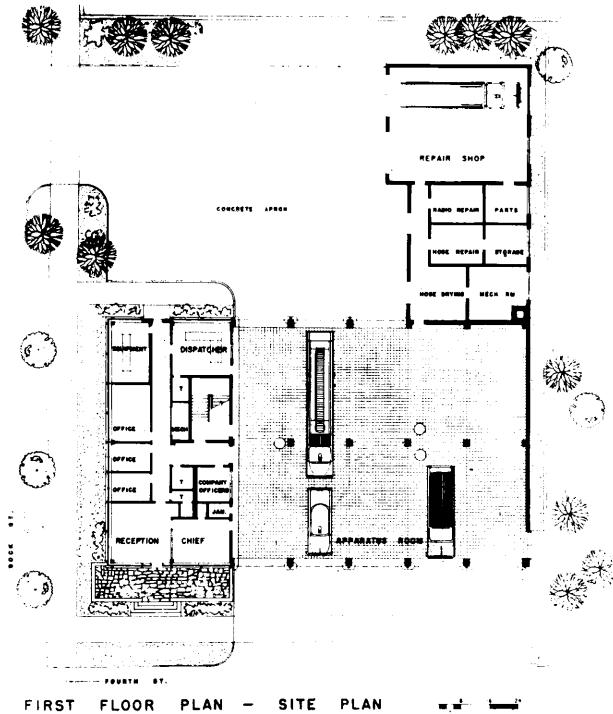 REPAIR SHOP
RADIO REPAIR PARTS
CONCRETE APRON
HOSE REPAIR STORAGE
HOSE DRYING MECH RM
EQUIPMENT DISPATCHER
T
OFFICE
OFFICE
T
COMPANY OFFICERS
OFFICE
T
JAN.
RECEPTION CHIEF
APPARATUS ROOM
ROCK ST.
FOURTH ST.
FIRST FLOOR PLAN - SITE PLAN